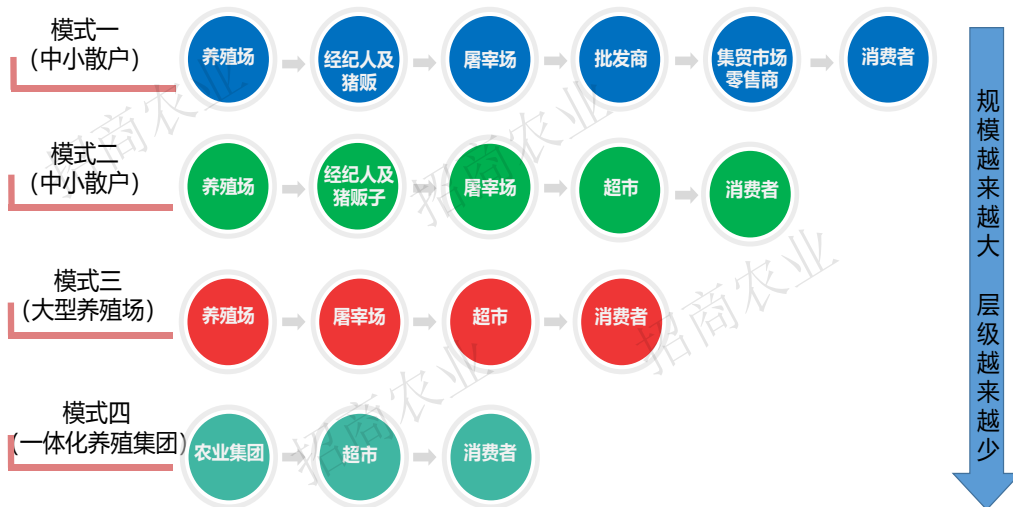 模式一
(中小散户)
养殖场
经纪人及
猪贩
屠宰场
批发商
集贸市场
零售商
消费者
模式二
(中小散户)
养殖场
经纪人及
猪贩子
屠宰场
超市
消费者
模式三
(大型养殖场)
养殖场
屠宰场
超市
消费者
模式四
(一体化养殖集团)
农业集团
超市
消费者
规模越来越大 层级越来越少
招商农业
招商农业
招商农业
招商农业